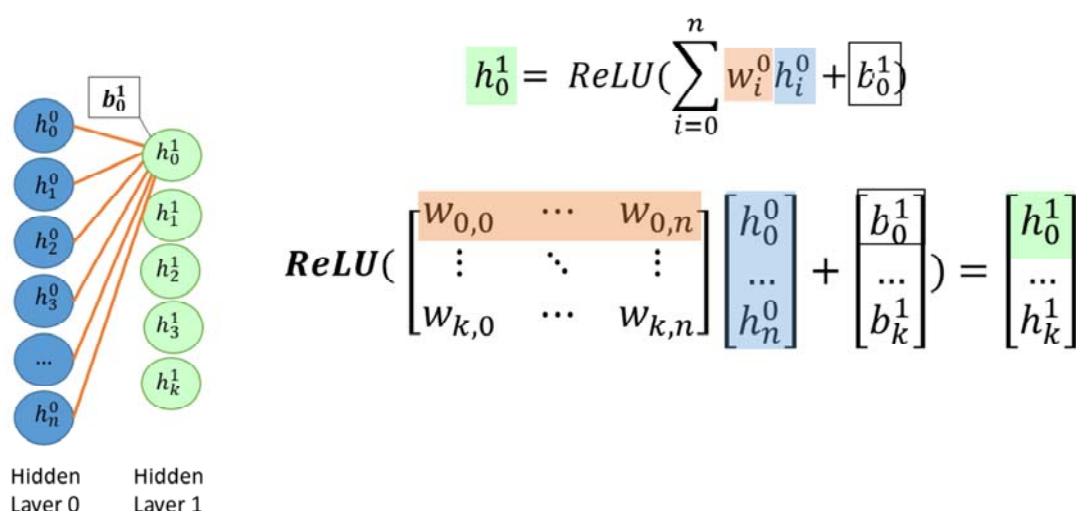 h_0^1 = ReLU(∑_{i=0}^{n} w_i^0 h_i^0 + b_0^1)
b_0^1
h_0^0
h_1^0
h_2^0
h_3^0
...
h_n^0
h_0^1
h_1^1
h_2^1
h_3^1
h_k^1
ReLU( [ w_{0,0} ⋯ w_{0,n} ] [ h_0^0 ] + [ b_0^1 ] ) = [ h_0^1 ]
⋮ ⋱ ⋮ ... ... ...
w_{k,0} ⋯ w_{k,n} h_n^0 b_k^1 h_k^1
Hidden
Layer 0
Hidden
Layer 1